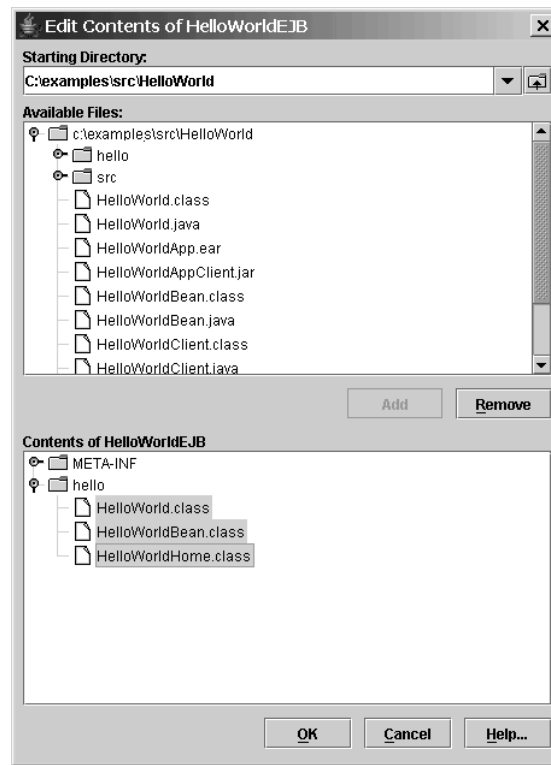 Edit Contents of HelloWorldEJB
Starting Directory:
C:\examples\src\HelloWorld
Available Files:
c:\examples\src\HelloWorld
hello
src
HelloWorld.class
HelloWorld.java
HelloWorldApp.ear
HelloWorldAppClient.jar
HelloWorldBean.class
HelloWorldBean.java
HelloWorldClient.class
HelloWorldClient.java
Add Remove
Contents of HelloWorldEJB
META-INF
hello
HelloWorld.class
HelloWorldBean.class
HelloWorldHome.class
OK Cancel Help...